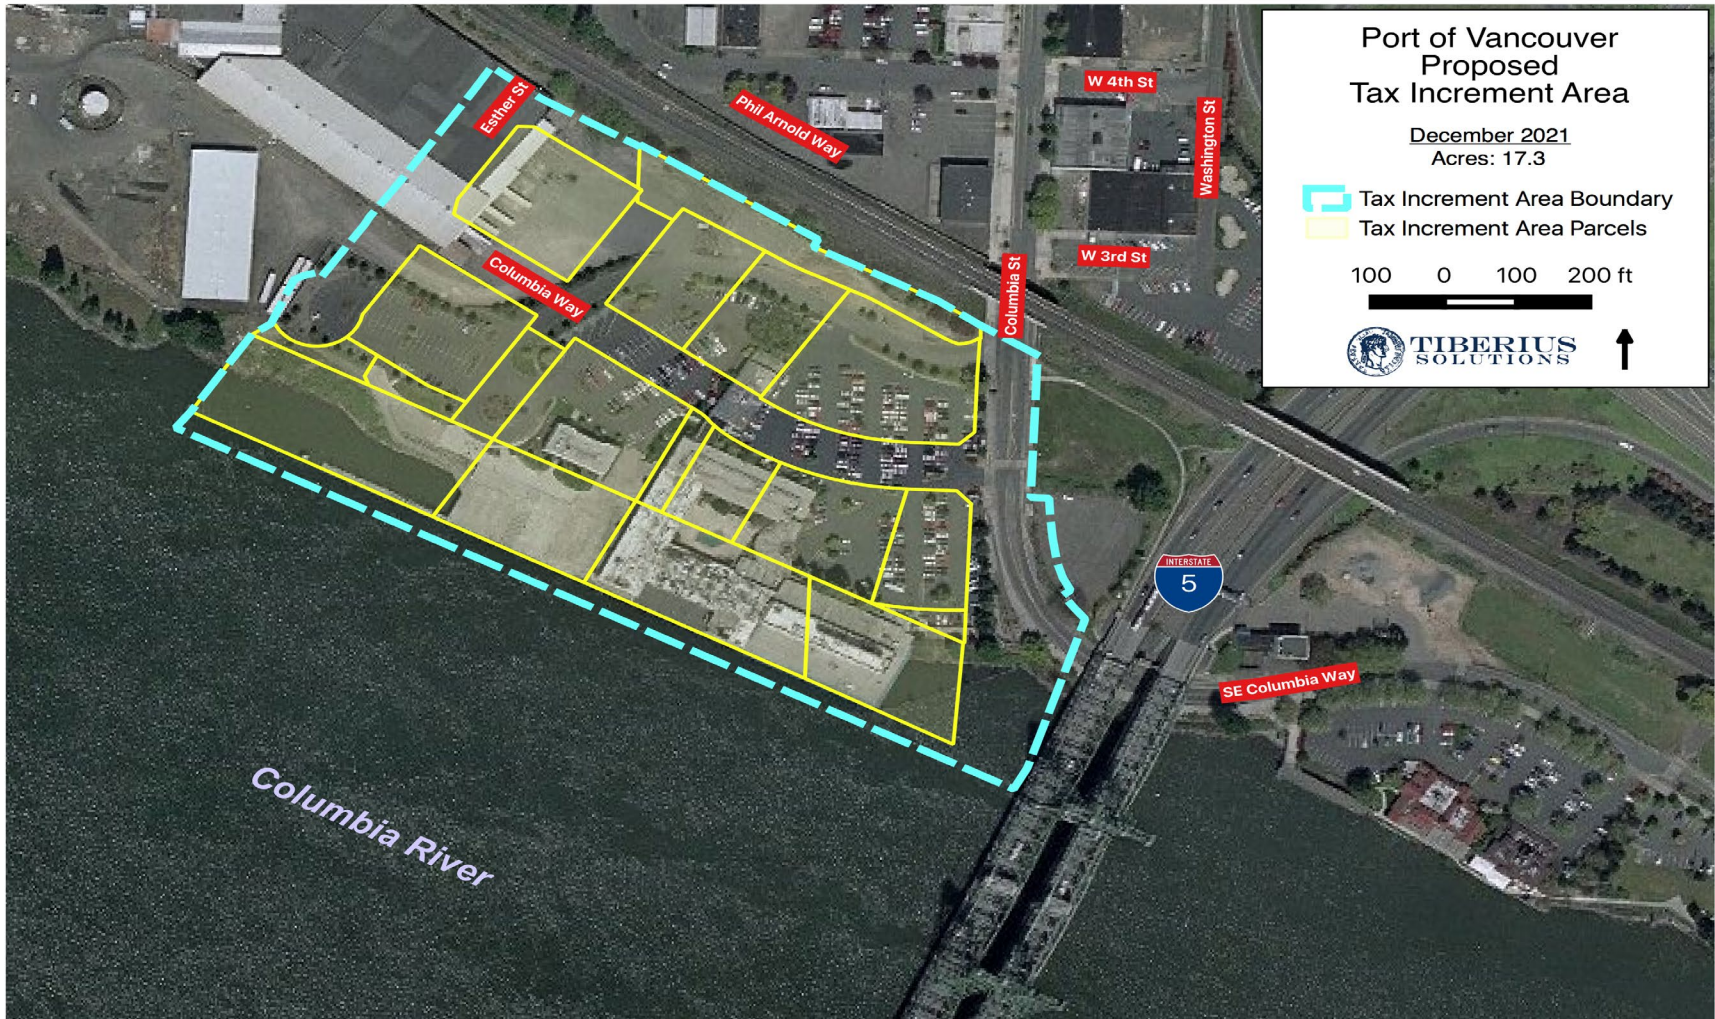 Port of Vancouver
Proposed
Tax Increment Area
December 2021
Acres: 17.3
Tax Increment Area Boundary
Tax Increment Area Parcels
100 0 100 200 ft
TIBERIUS
SOLUTIONS
Esther St
Phil Arnold Way
W 4th St
Washington St
W 3rd St
Columbia St
Columbia Way
INTERSTATE
5
SE Columbia Way
Columbia River